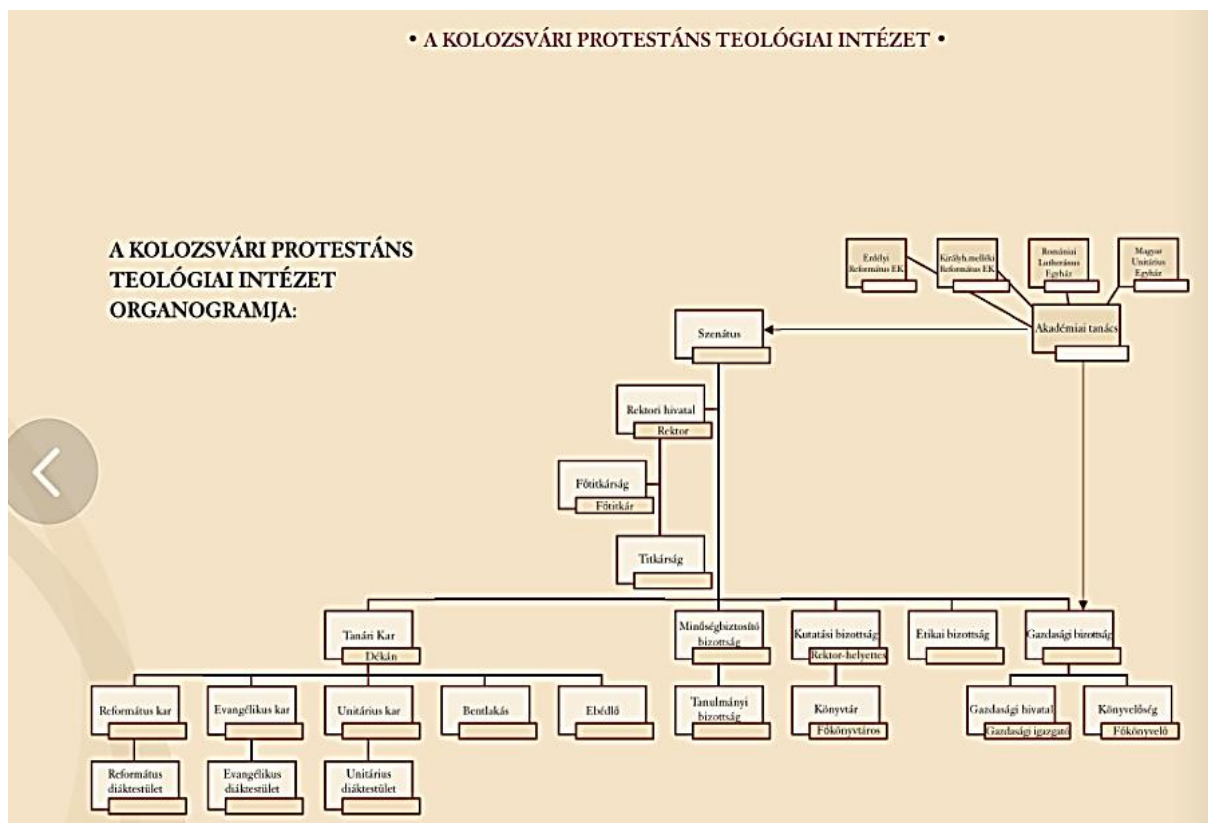 • A KOLOZSVÁRI PROTESTÁNS TEOLÓGIAI INTÉZET •
A KOLOZSVÁRI PROTESTÁNS
TEOLÓGIAI INTÉZET
ORGANOGRAMJA:
Erdélyi
Református EK
Királyh.melléki
Református EK
Romániai
Lutheránus
Egyház
Magyar
Unitárius
Egyház
Akadémiai tanács
Szenátus
Rektori hivatal
Rektor
Főtitkárság
Főtitkár
Titkárság
Tanári Kar
Dékán
Minőségbiztosító
bizottság
Kutatási bizottság
Rektor-helyettes
Etikai bizottság
Gazdasági bizottság
Református kar
Evangélikus kar
Unitárius kar
Bentlakás
Ebédlő
Tanulmányi
bizottság
Könyvtár
Főkönyvtáros
Gazdasági hivatal
Gazdasági igazgató
Könyvelőség
Főkönyvelő
Református
diáktestület
Evangélikus
diáktestület
Unitárius
diáktestület